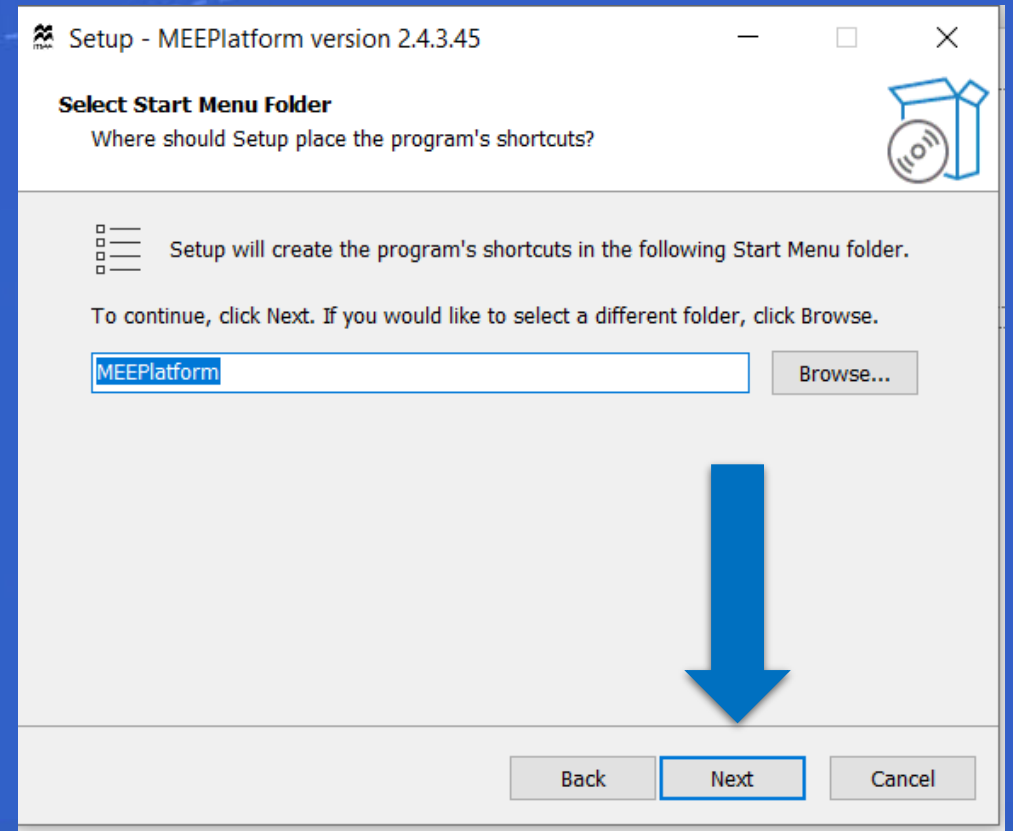 Setup - MEEPlatform version 2.4.3.45
Select Start Menu Folder
Where should Setup place the program's shortcuts?
Setup will create the program's shortcuts in the following Start Menu folder.
To continue, click Next. If you would like to select a different folder, click Browse.
MEEPlatform
Browse...
Back
Next
Cancel